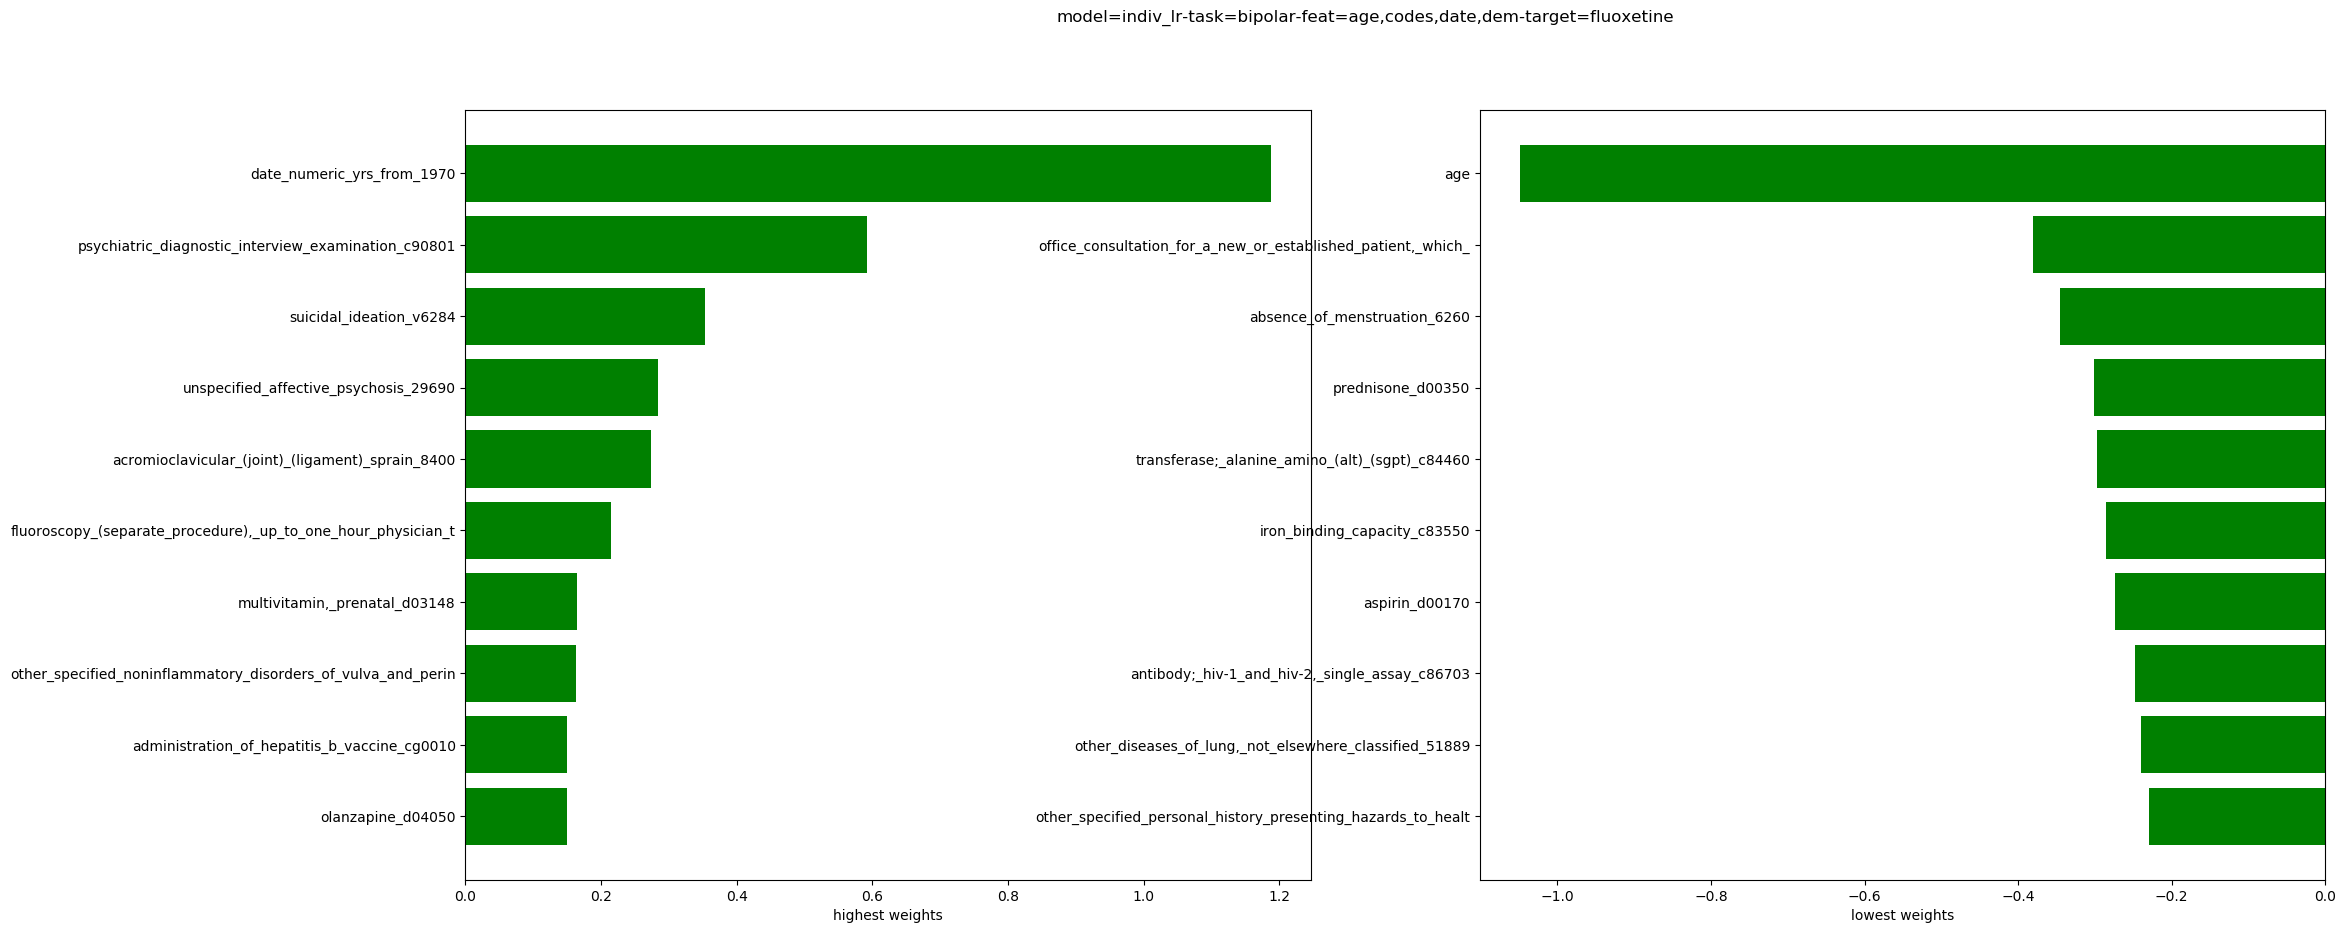 model=indiv_lr-task=bipolar-feat=age,codes,date,dem-target=fluoxetine
date_numeric_yrs_from_1970
psychiatric_diagnostic_interview_examination_c90801
suicidal_ideation_v6284
unspecified_affective_psychosis_29690
acromioclavicular_(joint)_(ligament)_sprain_8400
fluoroscopy_(separate_procedure),_up_to_one_hour_physician_t
multivitamin,_prenatal_d03148
other_specified_noninflammatory_disorders_of_vulva_and_perin
administration_of_hepatitis_b_vaccine_cg0010
olanzapine_d04050
0.0 0.2 0.4 0.6 0.8 1.0 1.2
highest weights
age
office_consultation_for_a_new_or_established_patient,_which_
absence_of_menstruation_6260
prednisone_d00350
transferase;_alanine_amino_(alt)_(sgpt)_c84460
iron_binding_capacity_c83550
aspirin_d00170
antibody;_hiv-1_and_hiv-2,_single_assay_c86703
other_diseases_of_lung,_not_elsewhere_classified_51889
other_specified_personal_history_presenting_hazards_to_healt
−1.0 −0.8 −0.6 −0.4 −0.2 0.0
lowest weights